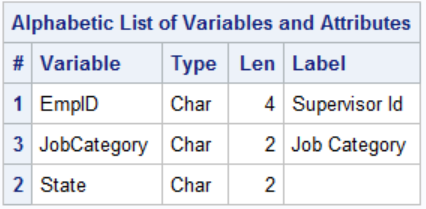 Alphabetic List of Variables and Attributes
# Variable Type Len Label
1 EmpID Char 4 Supervisor Id
3 JobCategory Char 2 Job Category
2 State Char 2